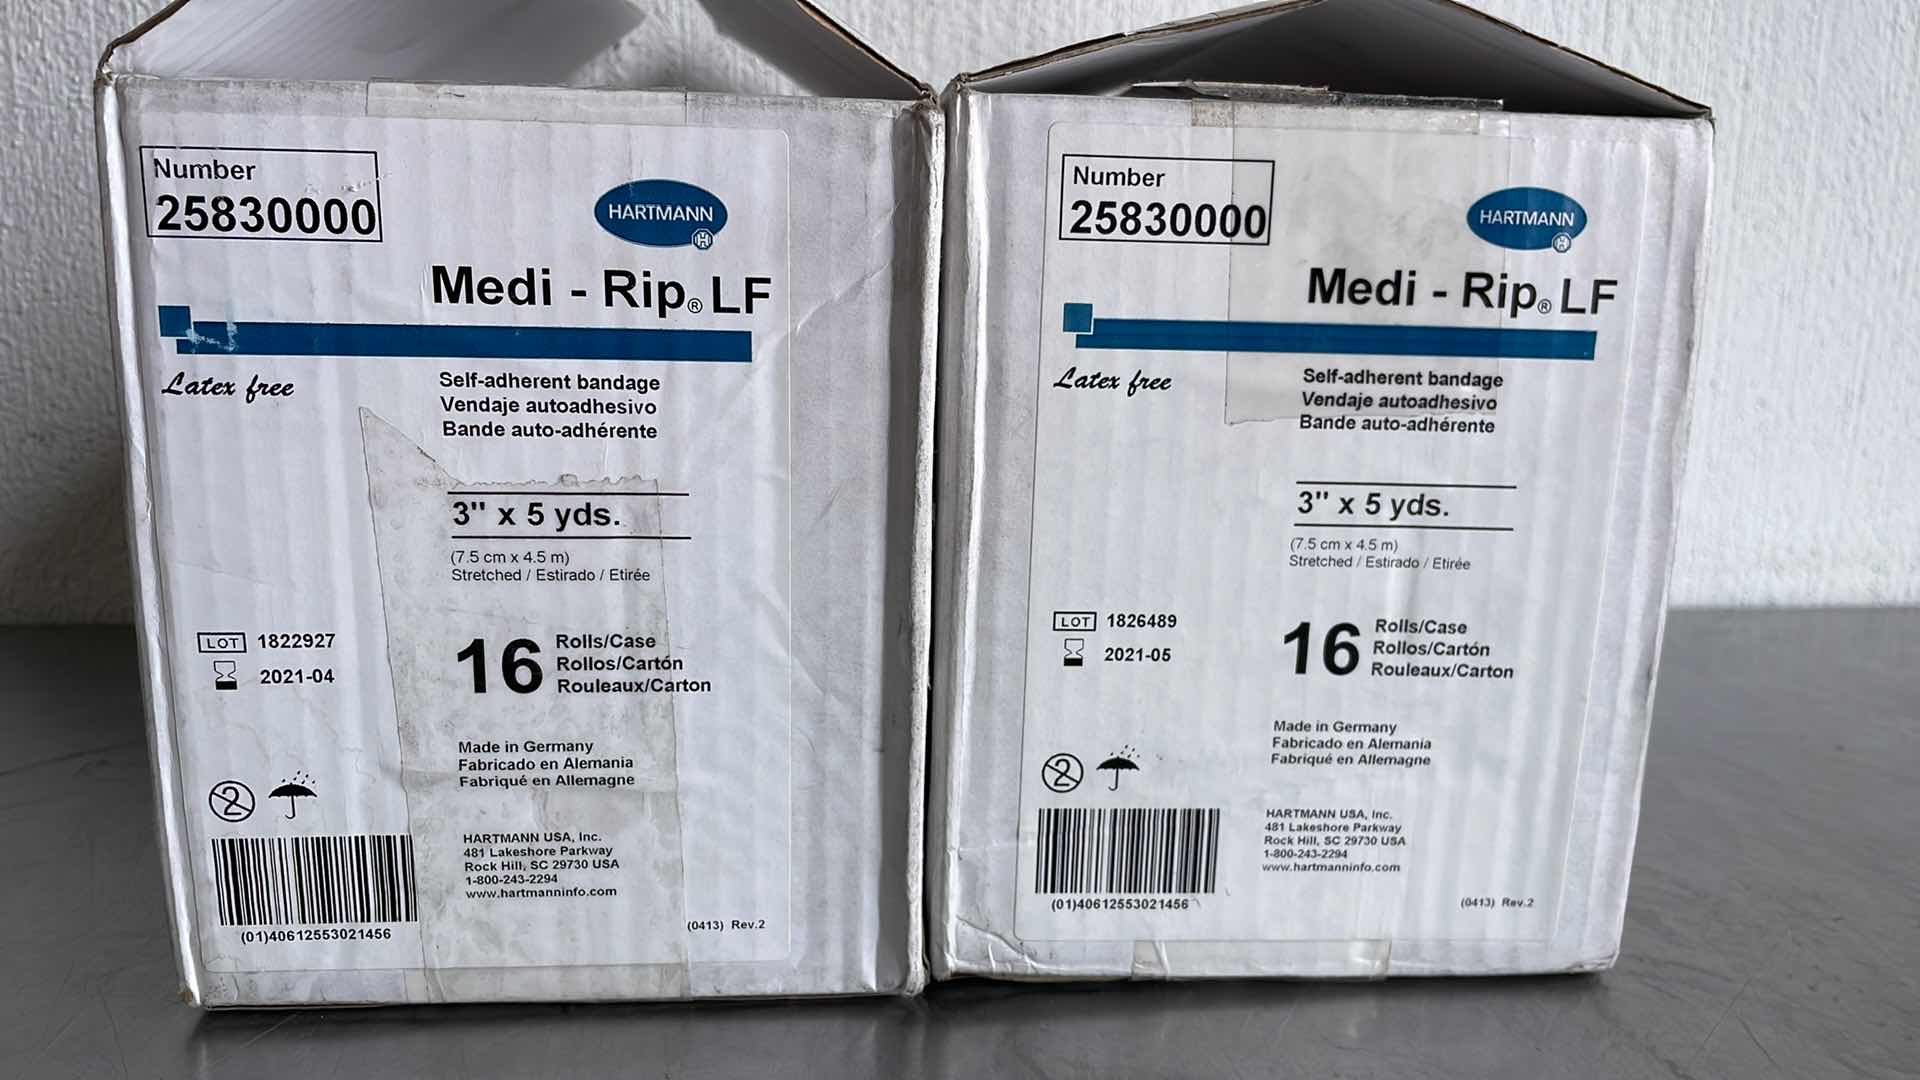 Number
25830000
HARTMANN
Medi - Rip® LF
Latex free
Self-adherent bandage
Vendaje autoadhesivo
Bande auto-adhérente
3" x 5 yds.
(7.5 cm x 4.5 m)
Stretched / Estirado / Etirée
LOT 1822927
2021-04
16
Rolls/Case
Rollos/Cartón
Rouleaux/Carton
Made in Germany
Fabricado en Alemania
Fabriqué en Allemagne
2
HARTMANN USA, Inc.
481 Lakeshore Parkway
Rock Hill, SC 29730 USA
1-800-243-2294
www.hartmanninfo.com
(01)40612553021456
(0413) Rev.2
Number
25830000
HARTMANN
Medi - Rip® LF
Latex free
Self-adherent bandage
Vendaje autoadhesivo
Bande auto-adhérente
3" x 5 yds.
(7.5 cm x 4.5 m)
Stretched / Estirado / Etirée
LOT 1826489
2021-05
16
Rolls/Case
Rollos/Cartón
Rouleaux/Carton
Made in Germany
Fabricado en Alemania
Fabriqué en Allemagne
2
HARTMANN USA, Inc.
481 Lakeshore Parkway
Rock Hill, SC 29730 USA
1-800-243-2294
www.hartmanninfo.com
(01)40612553021456
(0413) Rev.2